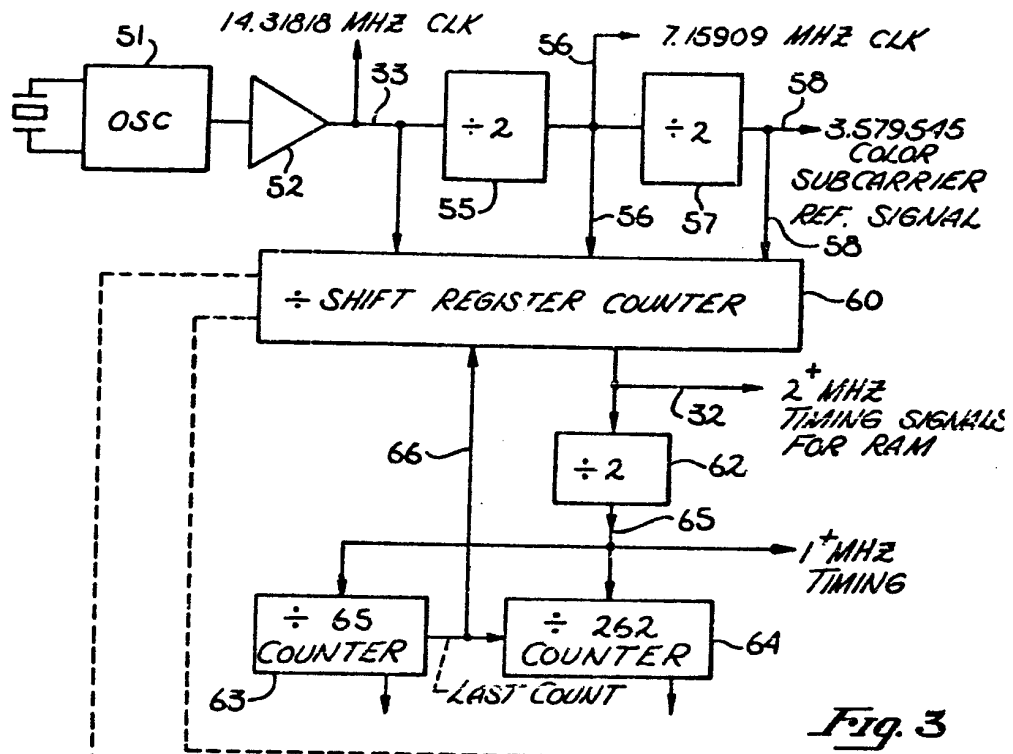 14.31818 MHZ CLK
51
OSC
52
33
÷ 2
55
56
7.15909 MHZ CLK
56
÷ 2
57
58
3.579545
COLOR
SUBCARRIER
REF. SIGNAL
58
÷ SHIFT REGISTER COUNTER
60
2+ MHZ
TIMING SIGNALS
FOR RAM
32
66
÷ 2
62
65
1+ MHZ
TIMING
÷ 65
COUNTER
63
÷ 262
COUNTER
64
LAST COUNT
Fig. 3